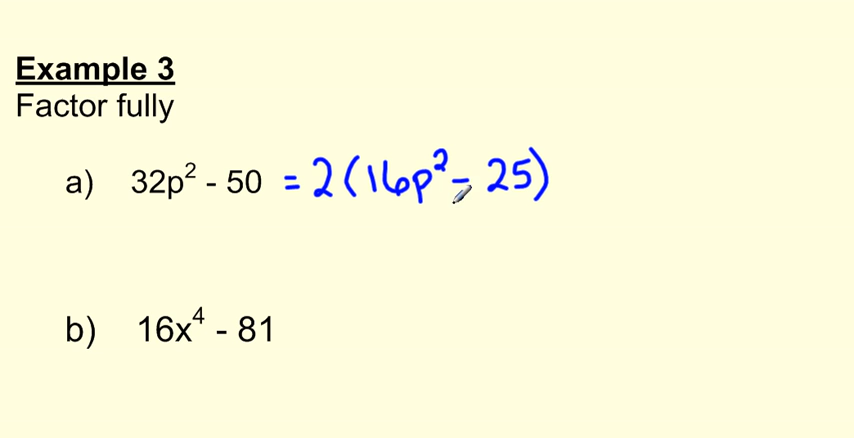 Example 3
Factor fully
a) 32p² - 50 = 2(16p² - 25)
b) 16x⁴ - 81